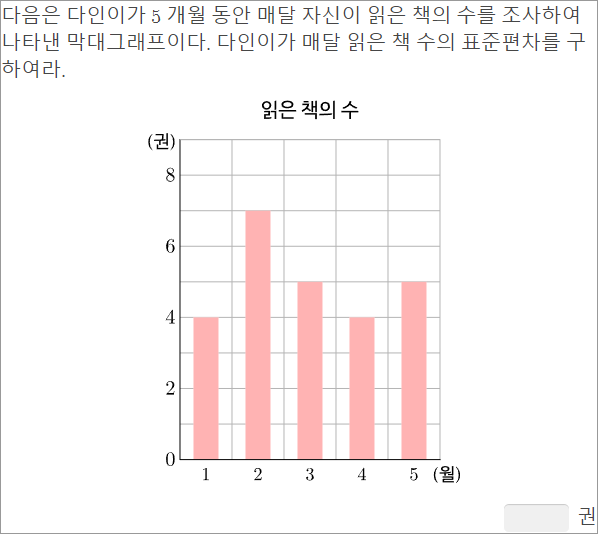 다음은 다인이가 5 개월 동안 매달 자신이 읽은 책의 수를 조사하여
나타낸 막대그래프이다. 다인이가 매달 읽은 책 수의 표준편차를 구
하여라.
읽은 책의 수
(권)
8
6
4
2
0
1 2 3 4 5 (월)
권